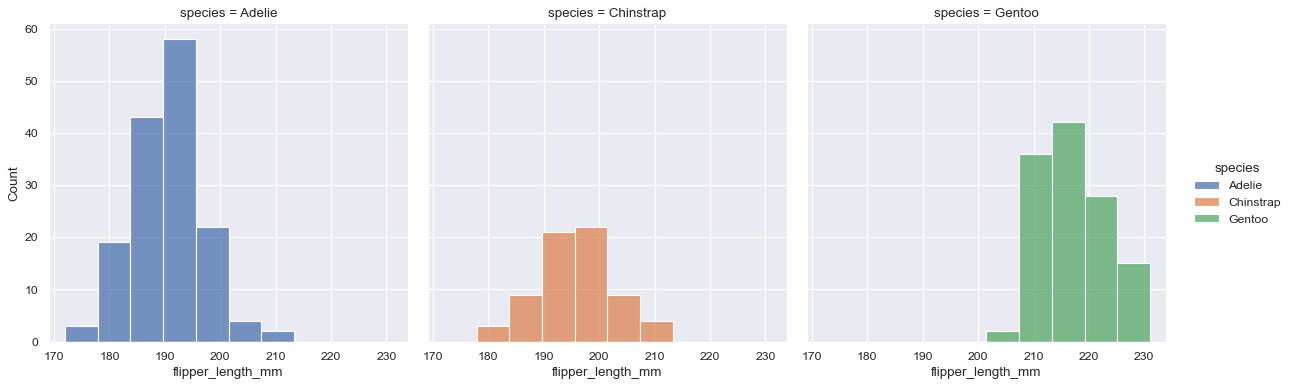 species = Adelie
species = Chinstrap
species = Gentoo
60
50
40
30
20
10
0
Count
170 180 190 200 210 220 230
170 180 190 200 210 220 230
170 180 190 200 210 220 230
flipper_length_mm
flipper_length_mm
flipper_length_mm
species
Adelie
Chinstrap
Gentoo